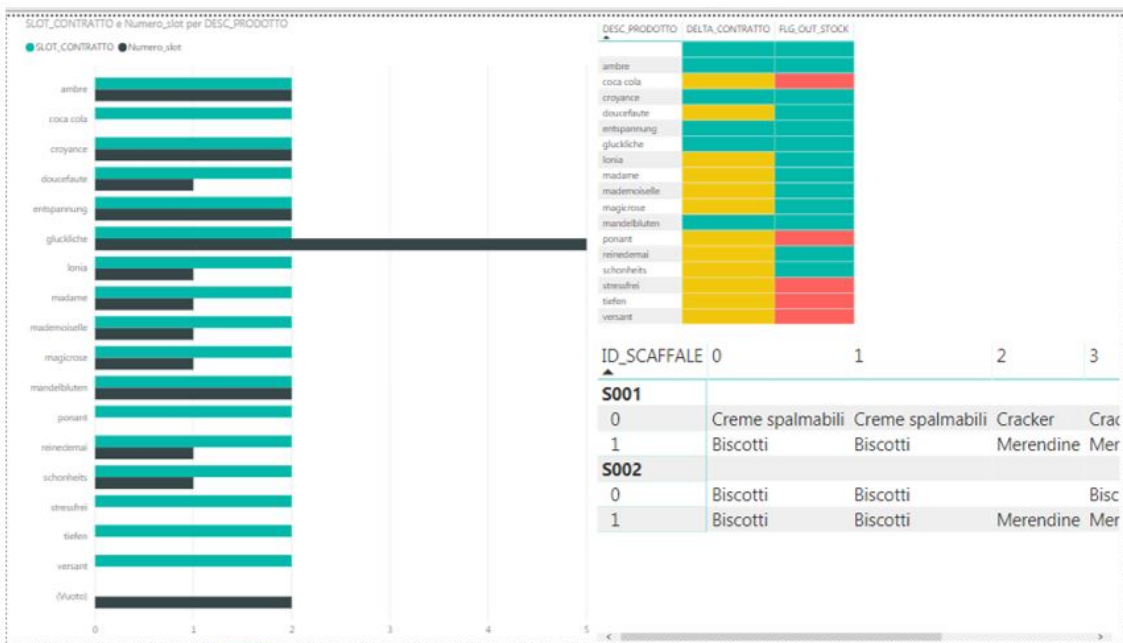 SLOT_CONTRATTO e Numero_slot per DESC_PRODOTTO
SLOT_CONTRATTO Numero_slot
ambre
coca cola
croyance
doucefaute
entspannung
gluckliche
lonia
madame
mademoiselle
magicrose
mandelbluten
ponant
reinedemai
schonheits
stressfrei
tiefen
versant
(Vuoto)
0 1 2 3 4 5
DESC_PRODOTTO DELTA_CONTRATTO FLG_OUT_STOCK
ambre
coca cola
croyance
doucefaute
entspannung
gluckliche
lonia
madame
mademoiselle
magicrose
mandelbluten
ponant
reinedemai
schonheits
stressfrei
tiefen
versant
ID_SCAFFALE 0 1 2 3
S001
0 Creme spalmabili Creme spalmabili Cracker Crac
1 Biscotti Biscotti Merendine Mer
S002
0 Biscotti Biscotti Bisc
1 Biscotti Biscotti Merendine Mer